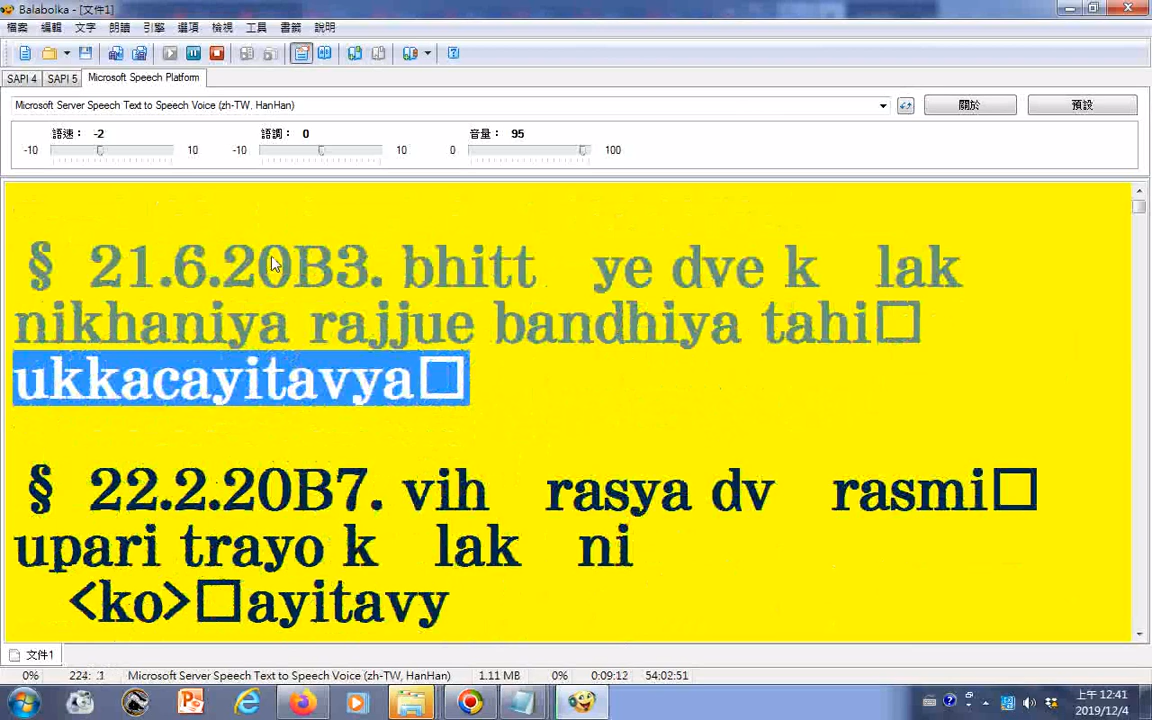 Balabolka - [文件1]
檔案 編輯 文字 朗讀 引擎 選項 檢視 工具 書籤 說明
SAPI 4 SAPI 5 Microsoft Speech Platform
Microsoft Server Speech Text to Speech Voice (zh-TW, HanHan) 關於 預設
語速： -2 語調： 0 音量： 95
-10 10 -10 10 0 100
§ 21.6.20B3. bhitt ye dve k lak
nikhaniya rajjue bandhiya tahi□
ukkacayitavya□
§ 22.2.20B7. vih rasya dv rasmi□
upari trayo k lak ni
<ko>□ayitavy
文件1
0% 224: :1 Microsoft Server Speech Text to Speech Voice (zh-TW, HanHan) 1.11 MB 0% 0:09:12 54:02:51
上午 12:41
2019/12/4